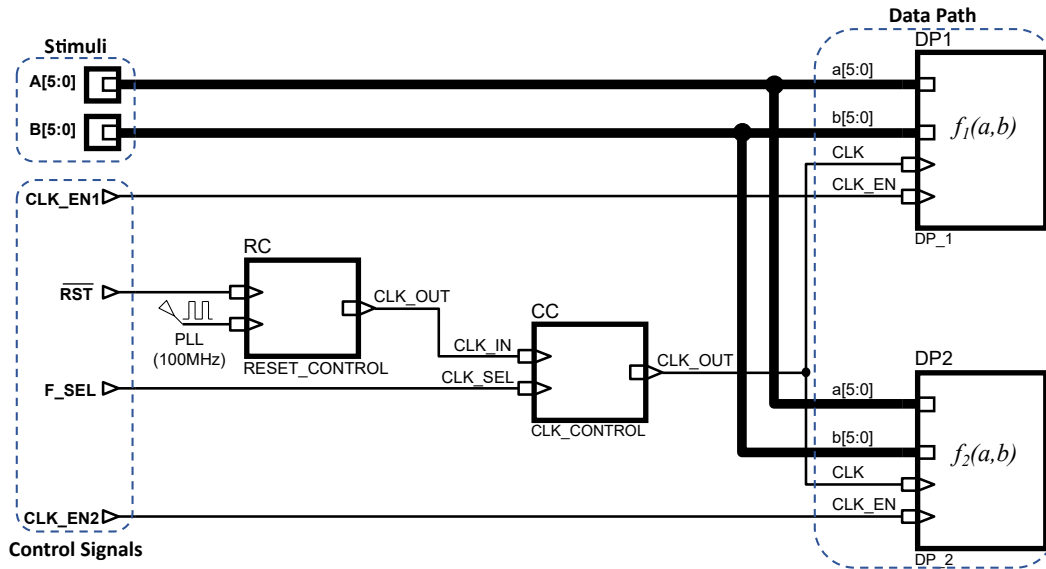 Data Path
DP1
Stimuli
A[5:0]
a[5:0]
B[5:0]
b[5:0]
f₁(a,b)
CLK
CLK_EN1
CLK_EN
DP_1
RC
RST
CLK_OUT
CC
PLL
(100MHz)
CLK_IN
RESET_CONTROL
CLK_OUT
DP2
F_SEL
CLK_SEL
a[5:0]
CLK_CONTROL
b[5:0]
f₂(a,b)
CLK
CLK_EN
CLK_EN2
Control Signals
DP_2